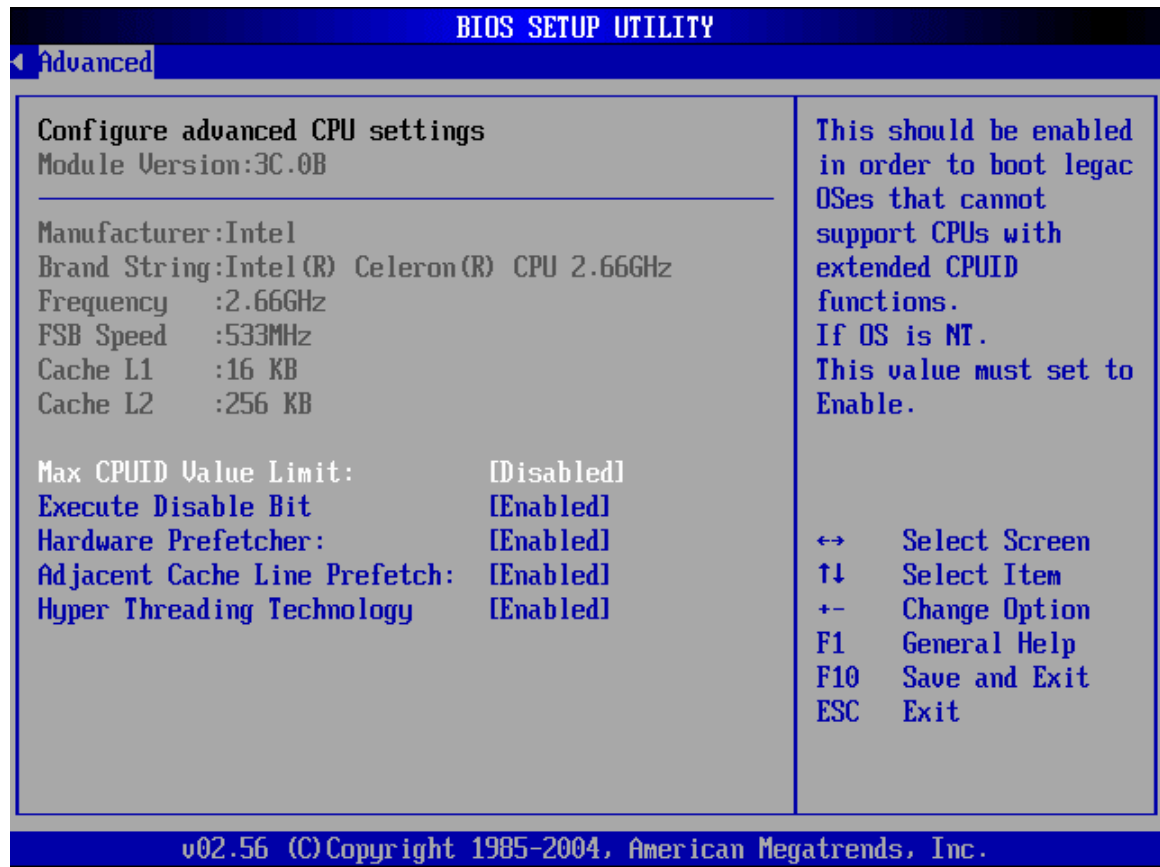 BIOS SETUP UTILITY
Advanced
Configure advanced CPU settings
Module Version:3C.0B
Manufacturer:Intel
Brand String:Intel(R) Celeron(R) CPU 2.66GHz
Frequency :2.66GHz
FSB Speed :533MHz
Cache L1 :16 KB
Cache L2 :256 KB
Max CPUID Value Limit: [Disabled]
Execute Disable Bit [Enabled]
Hardware Prefetcher: [Enabled]
Adjacent Cache Line Prefetch: [Enabled]
Hyper Threading Technology [Enabled]
This should be enabled
in order to boot legac
OSes that cannot
support CPUs with
extended CPUID
functions.
If OS is NT.
This value must set to
Enable.
↔ Select Screen
↑↓ Select Item
+- Change Option
F1 General Help
F10 Save and Exit
ESC Exit
v02.56 (C)Copyright 1985-2004, American Megatrends, Inc.